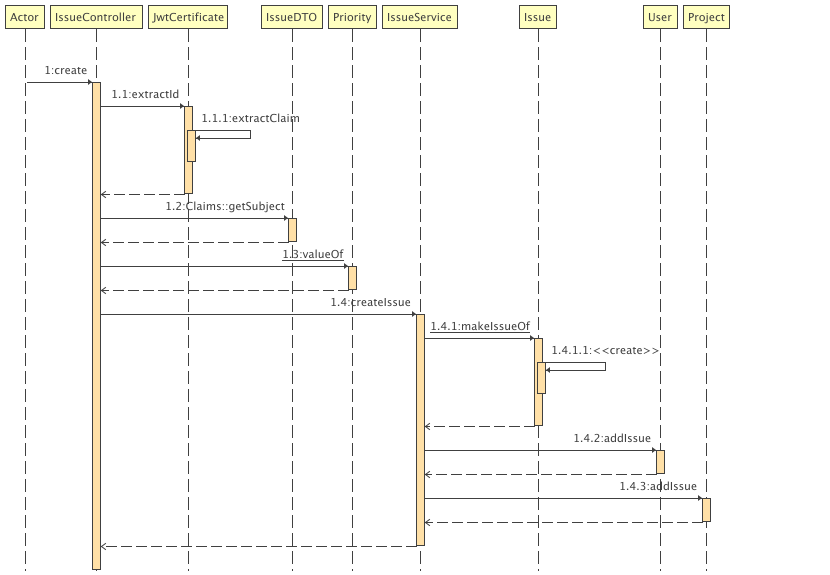 Actor
IssueController
JwtCertificate
IssueDTO
Priority
IssueService
Issue
User
Project
1:create
1.1:extractId
1.1.1:extractClaim
1.2:Claims::getSubject
1.3:valueOf
1.4:createIssue
1.4.1:makeIssueOf
1.4.1.1:<<create>>
1.4.2:addIssue
1.4.3:addIssue